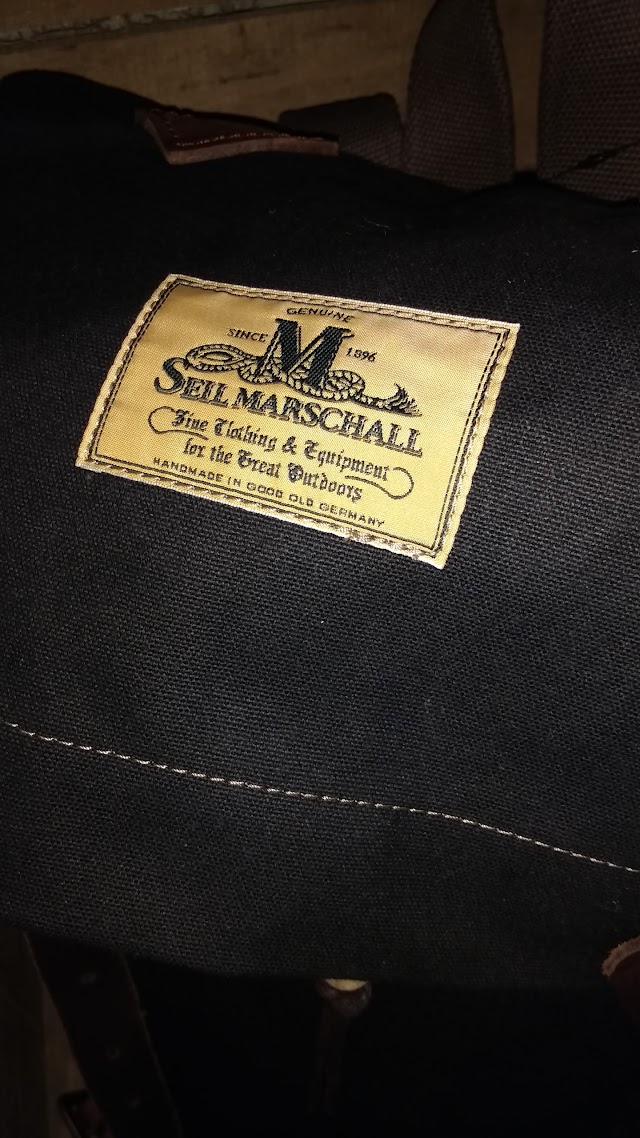 GENUINE
SINCE M 1896
SEIL MARSCHALL
Fine Clothing & Equipment
for the Great Outdoors
HANDMADE IN GOOD OLD GERMANY